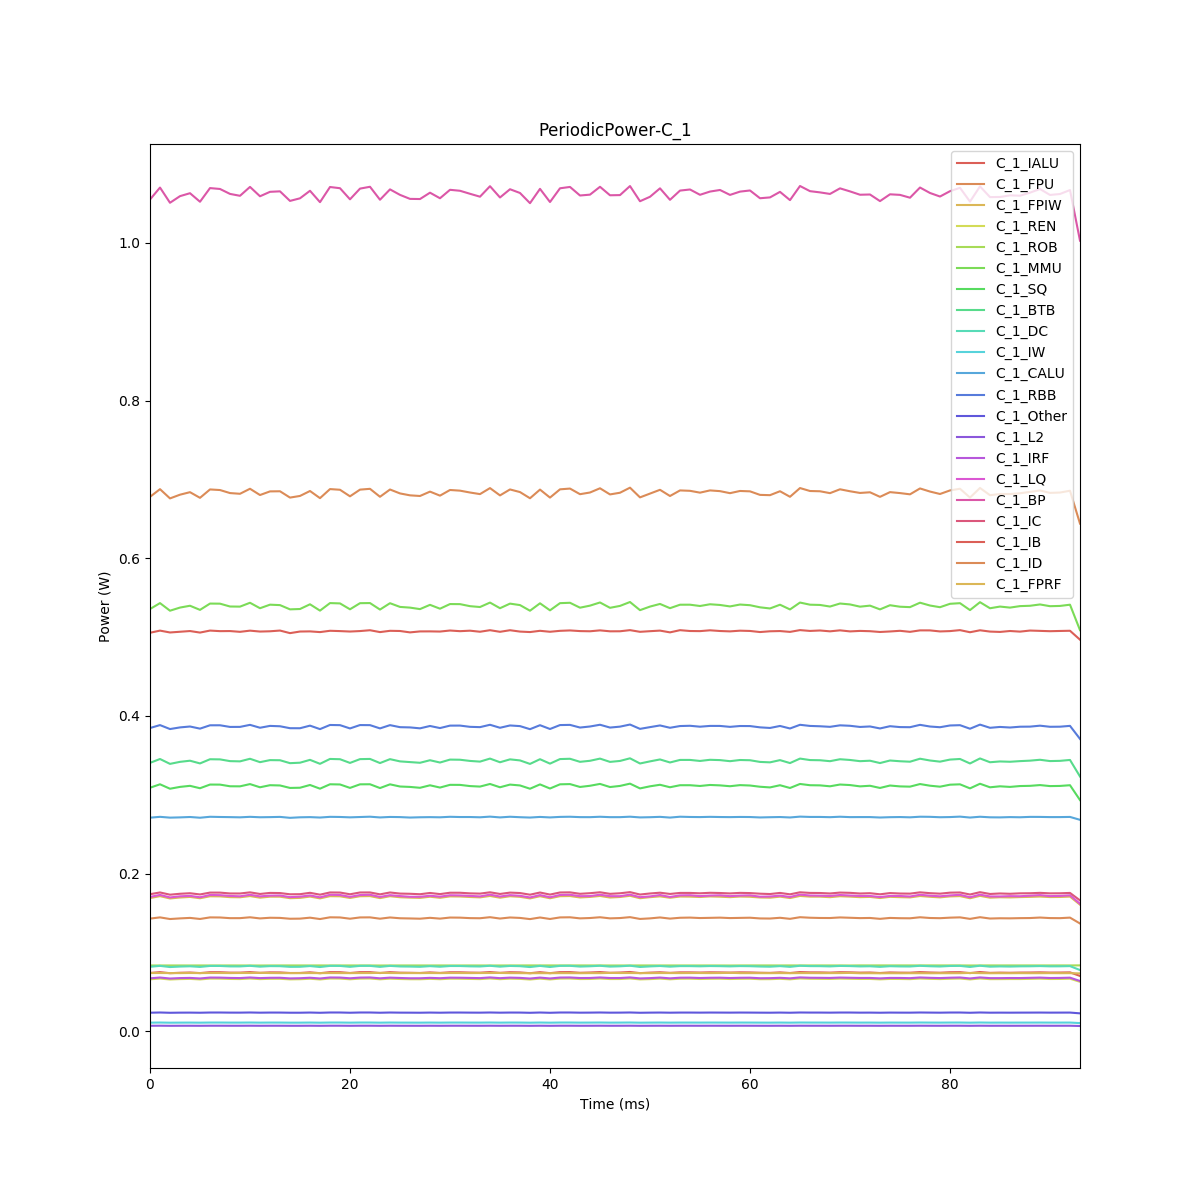 PeriodicPower-C_1
C_1_IALU
C_1_FPU
C_1_FPIW
C_1_REN
C_1_ROB
C_1_MMU
C_1_SQ
C_1_BTB
C_1_DC
C_1_IW
C_1_CALU
C_1_RBB
C_1_Other
C_1_L2
C_1_IRF
C_1_LQ
C_1_BP
C_1_IC
C_1_IB
C_1_ID
C_1_FPRF
1.0
0.8
0.6
0.4
0.2
0.0
Power (W)
0 20 40 60 80
Time (ms)